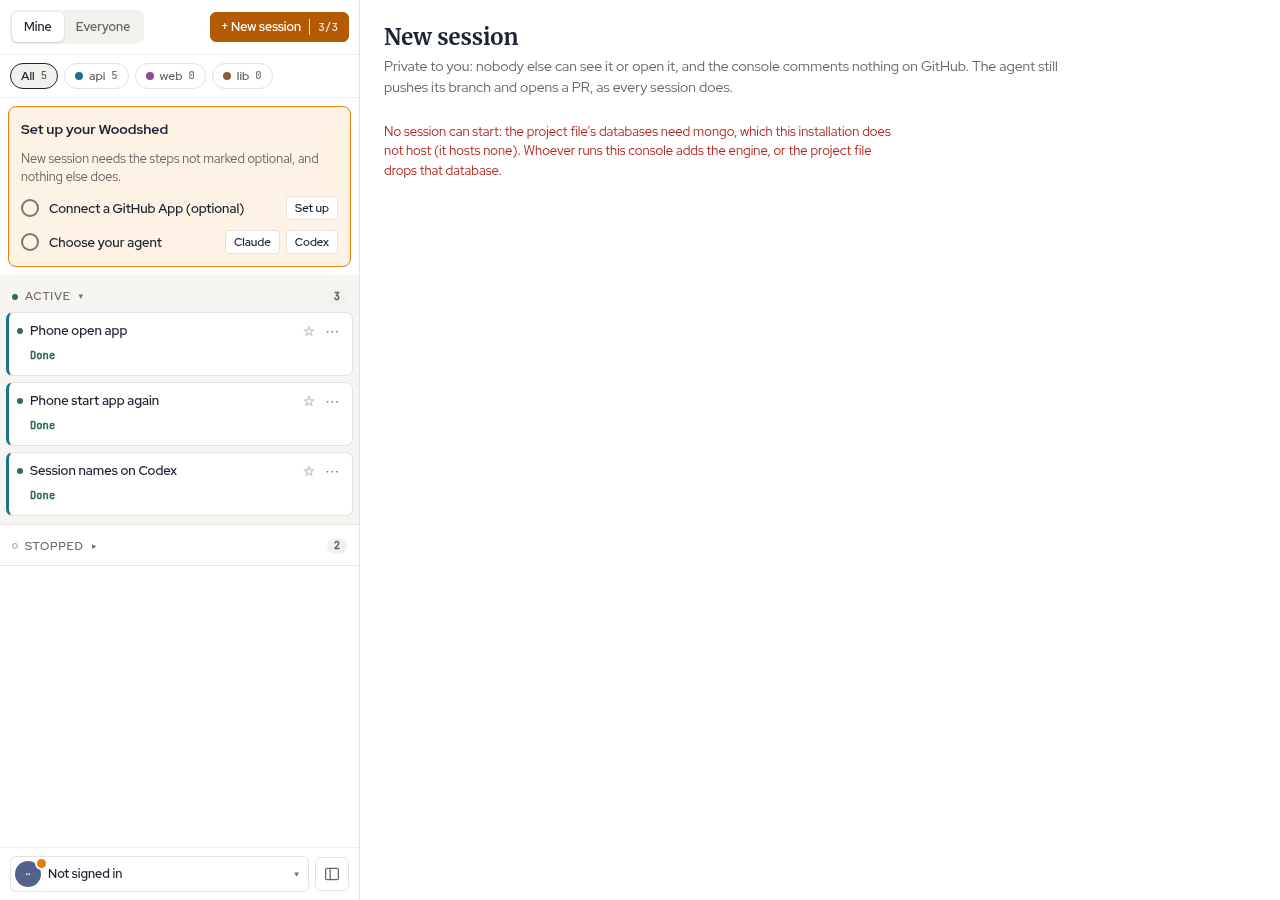 Mine
Everyone
+ New session 3/3
All 5
api 5
web 0
lib 0
Set up your Woodshed
New session needs the steps not marked optional, and
nothing else does.
Connect a GitHub App (optional)
Set up
Choose your agent
Claude
Codex
ACTIVE
3
Phone open app
Done
Phone start app again
Done
Session names on Codex
Done
STOPPED
2
Not signed in
New session
Private to you: nobody else can see it or open it, and the console comments nothing on GitHub. The agent still
pushes its branch and opens a PR, as every session does.
No session can start: the project file's databases need mongo, which this installation does
not host (it hosts none). Whoever runs this console adds the engine, or the project file
drops that database.